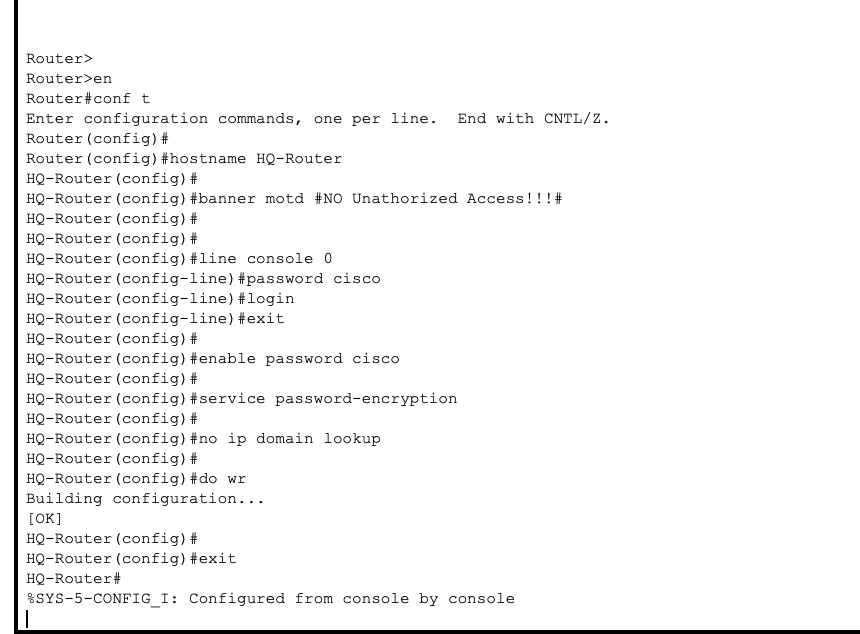 Router>
Router>en
Router#conf t
Enter configuration commands, one per line.  End with CNTL/Z.
Router(config)#
Router(config)#hostname HQ-Router
HQ-Router(config)#
HQ-Router(config)#banner motd #NO Unathorized Access!!!#
HQ-Router(config)#
HQ-Router(config)#
HQ-Router(config)#line console 0
HQ-Router(config-line)#password cisco
HQ-Router(config-line)#login
HQ-Router(config-line)#exit
HQ-Router(config)#
HQ-Router(config)#enable password cisco
HQ-Router(config)#
HQ-Router(config)#service password-encryption
HQ-Router(config)#
HQ-Router(config)#no ip domain lookup
HQ-Router(config)#
HQ-Router(config)#do wr
Building configuration...
[OK]
HQ-Router(config)#
HQ-Router(config)#exit
HQ-Router#
%SYS-5-CONFIG_I: Configured from console by console